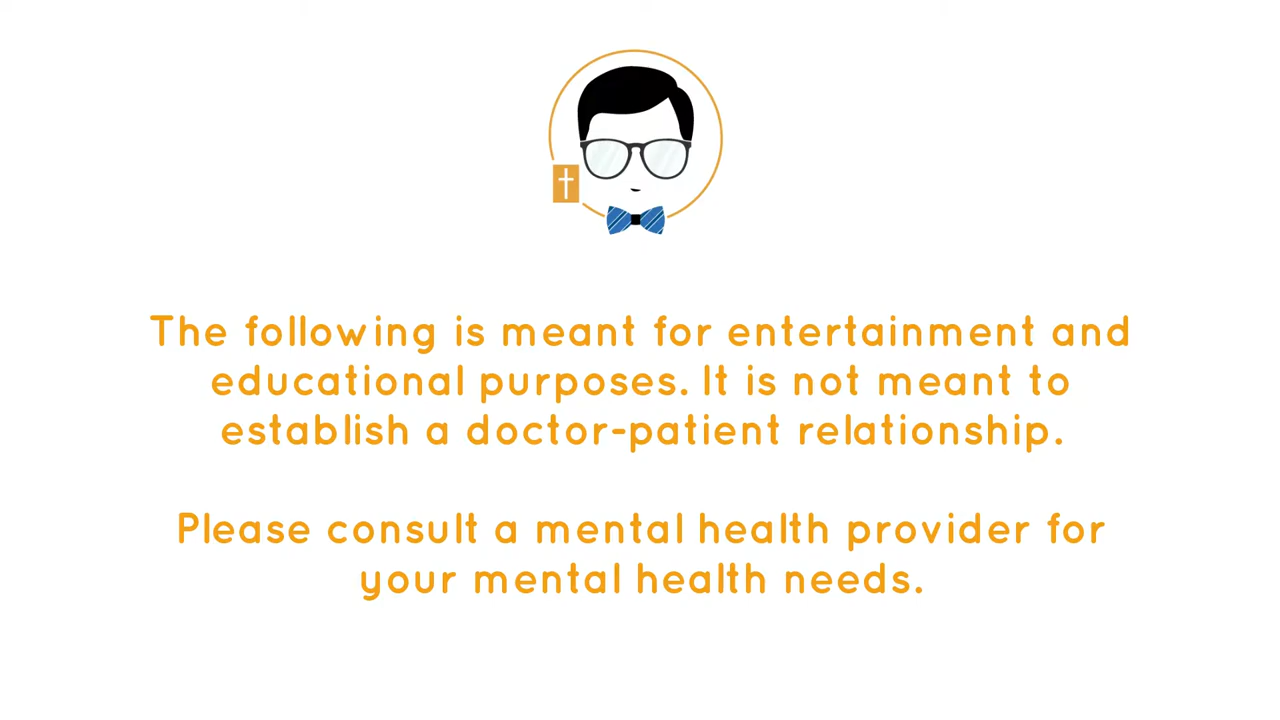 The following is meant for entertainment and
educational purposes. It is not meant to
establish a doctor-patient relationship.
Please consult a mental health provider for
your mental health needs.